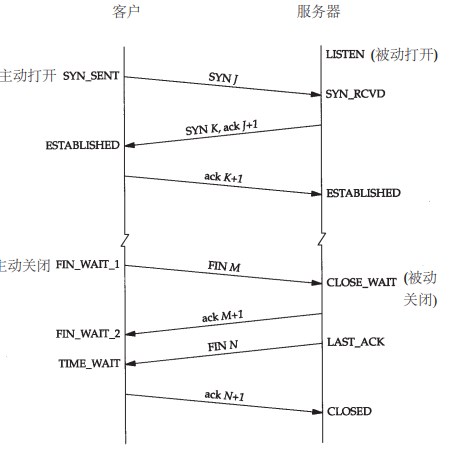 客户 服务器
LISTEN (被动打开)
主动打开 SYN_SENT
SYN J
SYN_RCVD
SYN K, ack J+1
ESTABLISHED
ack K+1
ESTABLISHED
主动关闭 FIN_WAIT_1
FIN M
CLOSE_WAIT (被动
关闭)
ack M+1
FIN_WAIT_2
FIN N
LAST_ACK
TIME_WAIT
ack N+1
CLOSED